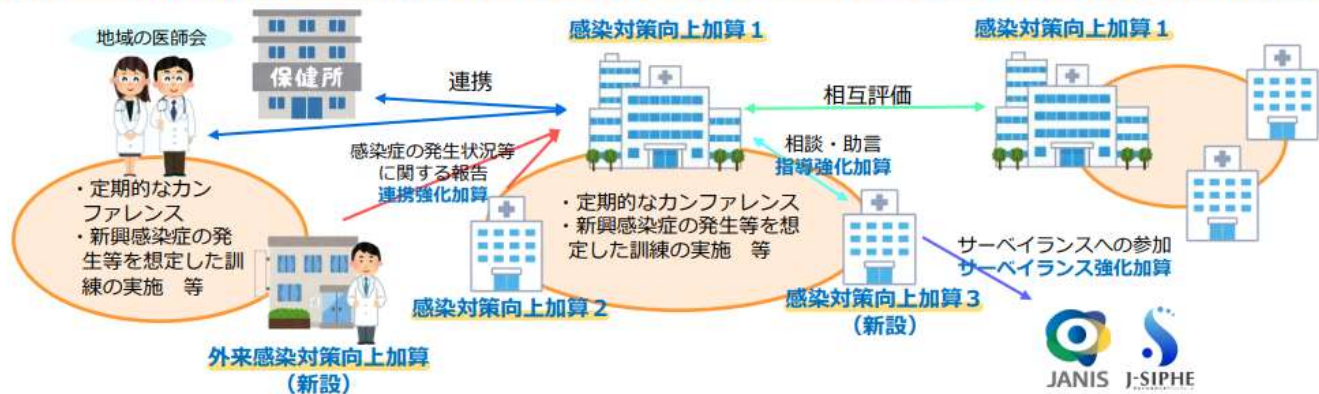 地域の医師会
保健所
連携
感染対策向上加算１
相互評価
感染対策向上加算１
感染症の発生状況等
に関する報告
連携強化加算
相談・助言
指導強化加算
・定期的なカン
ファレンス
・新興感染症の発
生等を想定した訓
練の実施　等
・定期的なカンファレンス
・新興感染症の発生等を想
定した訓練の実施　等
サーベイランスへの参加
サーベイランス強化加算
感染対策向上加算２
感染対策向上加算３
（新設）
外来感染対策向上加算
（新設）
JANIS
J-SIPHE